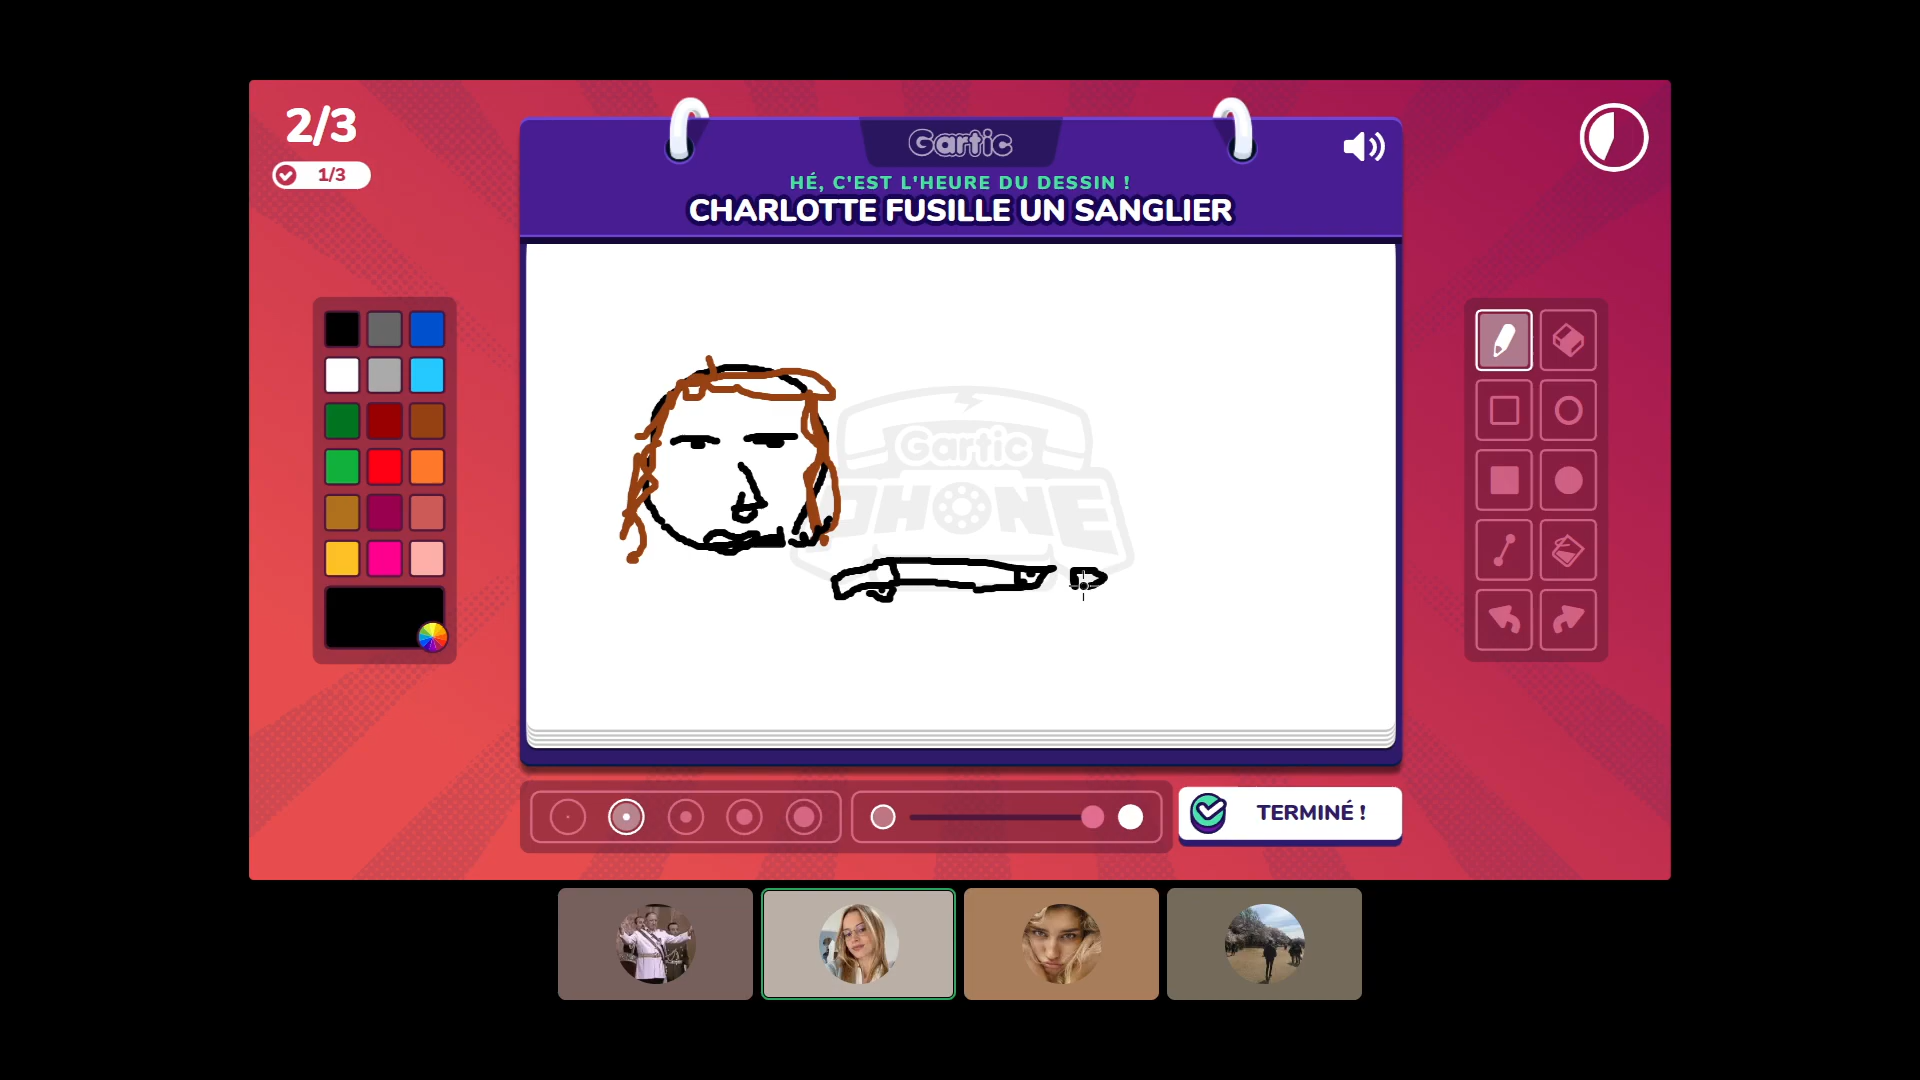 2/3
1/3
Gartic
HÉ, C'EST L'HEURE DU DESSIN !
CHARLOTTE FUSILLE UN SANGLIER
Gartic
PHONE
TERMINÉ !